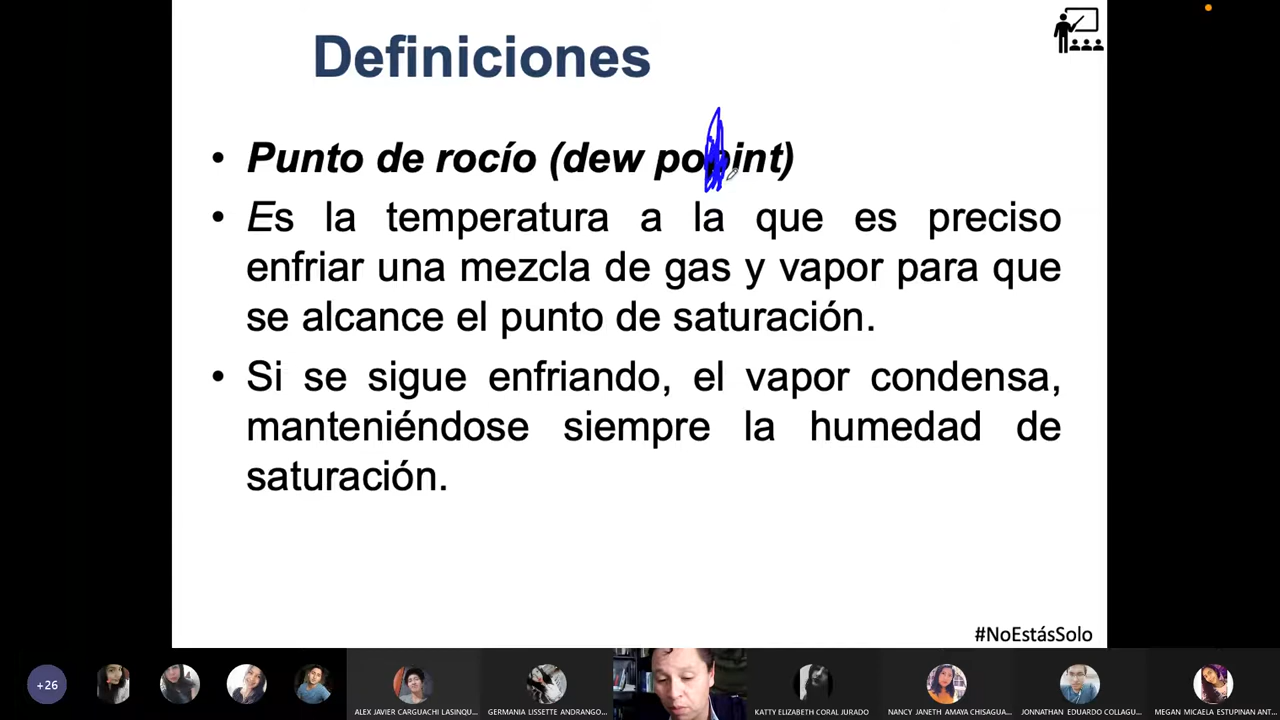 Definiciones
• Punto de rocío (dew popint)
• Es la temperatura a la que es preciso
enfriar una mezcla de gas y vapor para que
se alcance el punto de saturación.
• Si se sigue enfriando, el vapor condensa,
manteniéndose siempre la humedad de
saturación.
#NoEstásSolo
+26
ALEX JAVIER CARGUACHI LASINQU...
GERMANIA LISSETTE ANDRANGO...
KATTY ELIZABETH CORAL JURADO
NANCY JANETH AMAYA CHISAGUA...
JONNATHAN EDUARDO COLLAGU...
MEGAN MICAELA ESTUPINAN ANT...